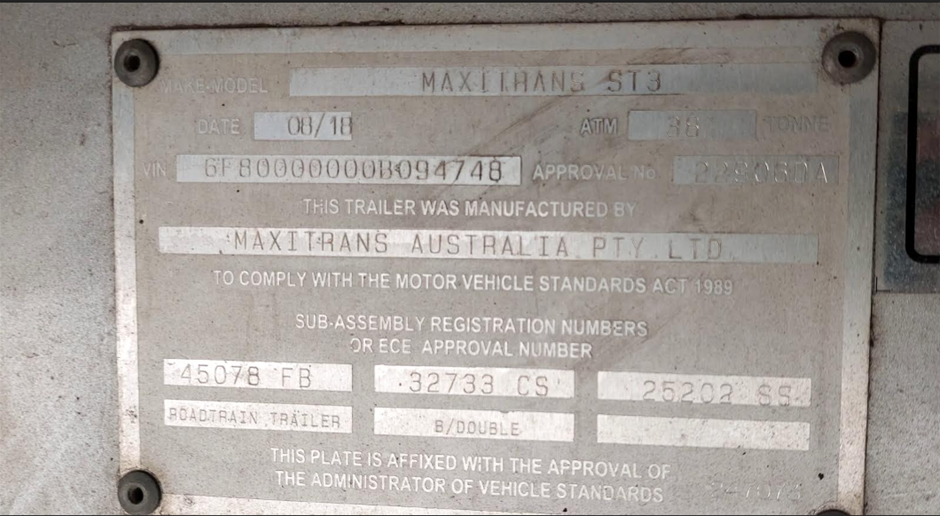 MAKE-MODEL MAXITRANS ST3
DATE 08/18 ATM 38 TONNE
VIN 6F80000000B094748 APPROVAL No
THIS TRAILER WAS MANUFACTURED BY
MAXITRANS AUSTRALIA PTY LTD
TO COMPLY WITH THE MOTOR VEHICLE STANDARDS ACT 1989
SUB-ASSEMBLY REGISTRATION NUMBERS
OR ECE APPROVAL NUMBER
45078 FB 32733 CS 25202 SS
ROADTRAIN TRAILER B/DOUBLE
THIS PLATE IS AFFIXED WITH THE APPROVAL OF
THE ADMINISTRATOR OF VEHICLE STANDARDS